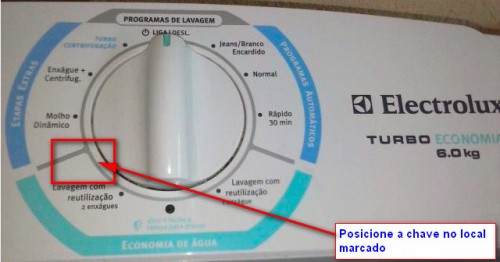 PROGRAMAS DE LAVAGEM
LIGA/DESL.
TURBO
CENTRIFUGAÇÃO
Jeans/Branco
Encardido
Enxágue +
Centrifug.
Normal
Molho
Dinâmico
Rápido
30 min
ETAPAS EXTRAS
PROGRAMAS AUTOMÁTICOS
Electrolux
TURBO ECONOMIA
6.0kg
Lavagem com
reutilização
2 enxágues
Lavagem com
reutilização
ECONOMIA DE ÁGUA
Posicione a chave no local
marcado